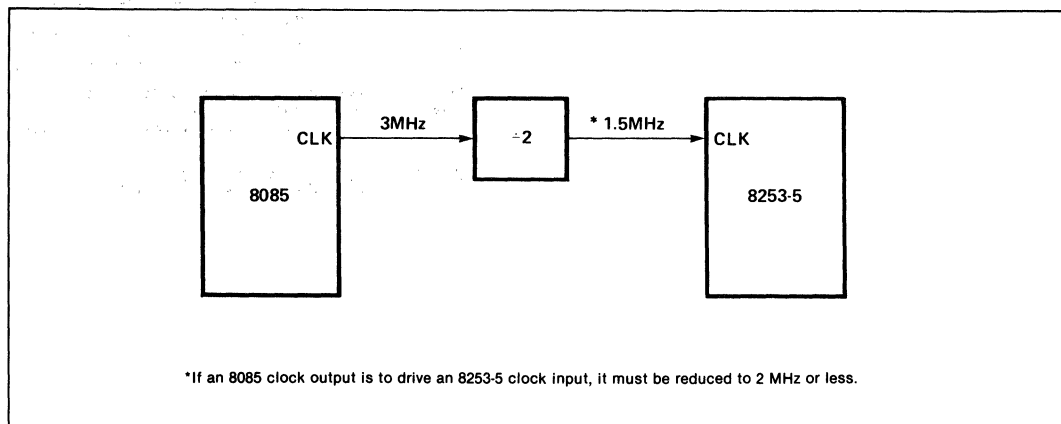 3MHz
÷2
* 1.5MHz
CLK
CLK
8085
8253-5
*If an 8085 clock output is to drive an 8253-5 clock input, it must be reduced to 2 MHz or less.